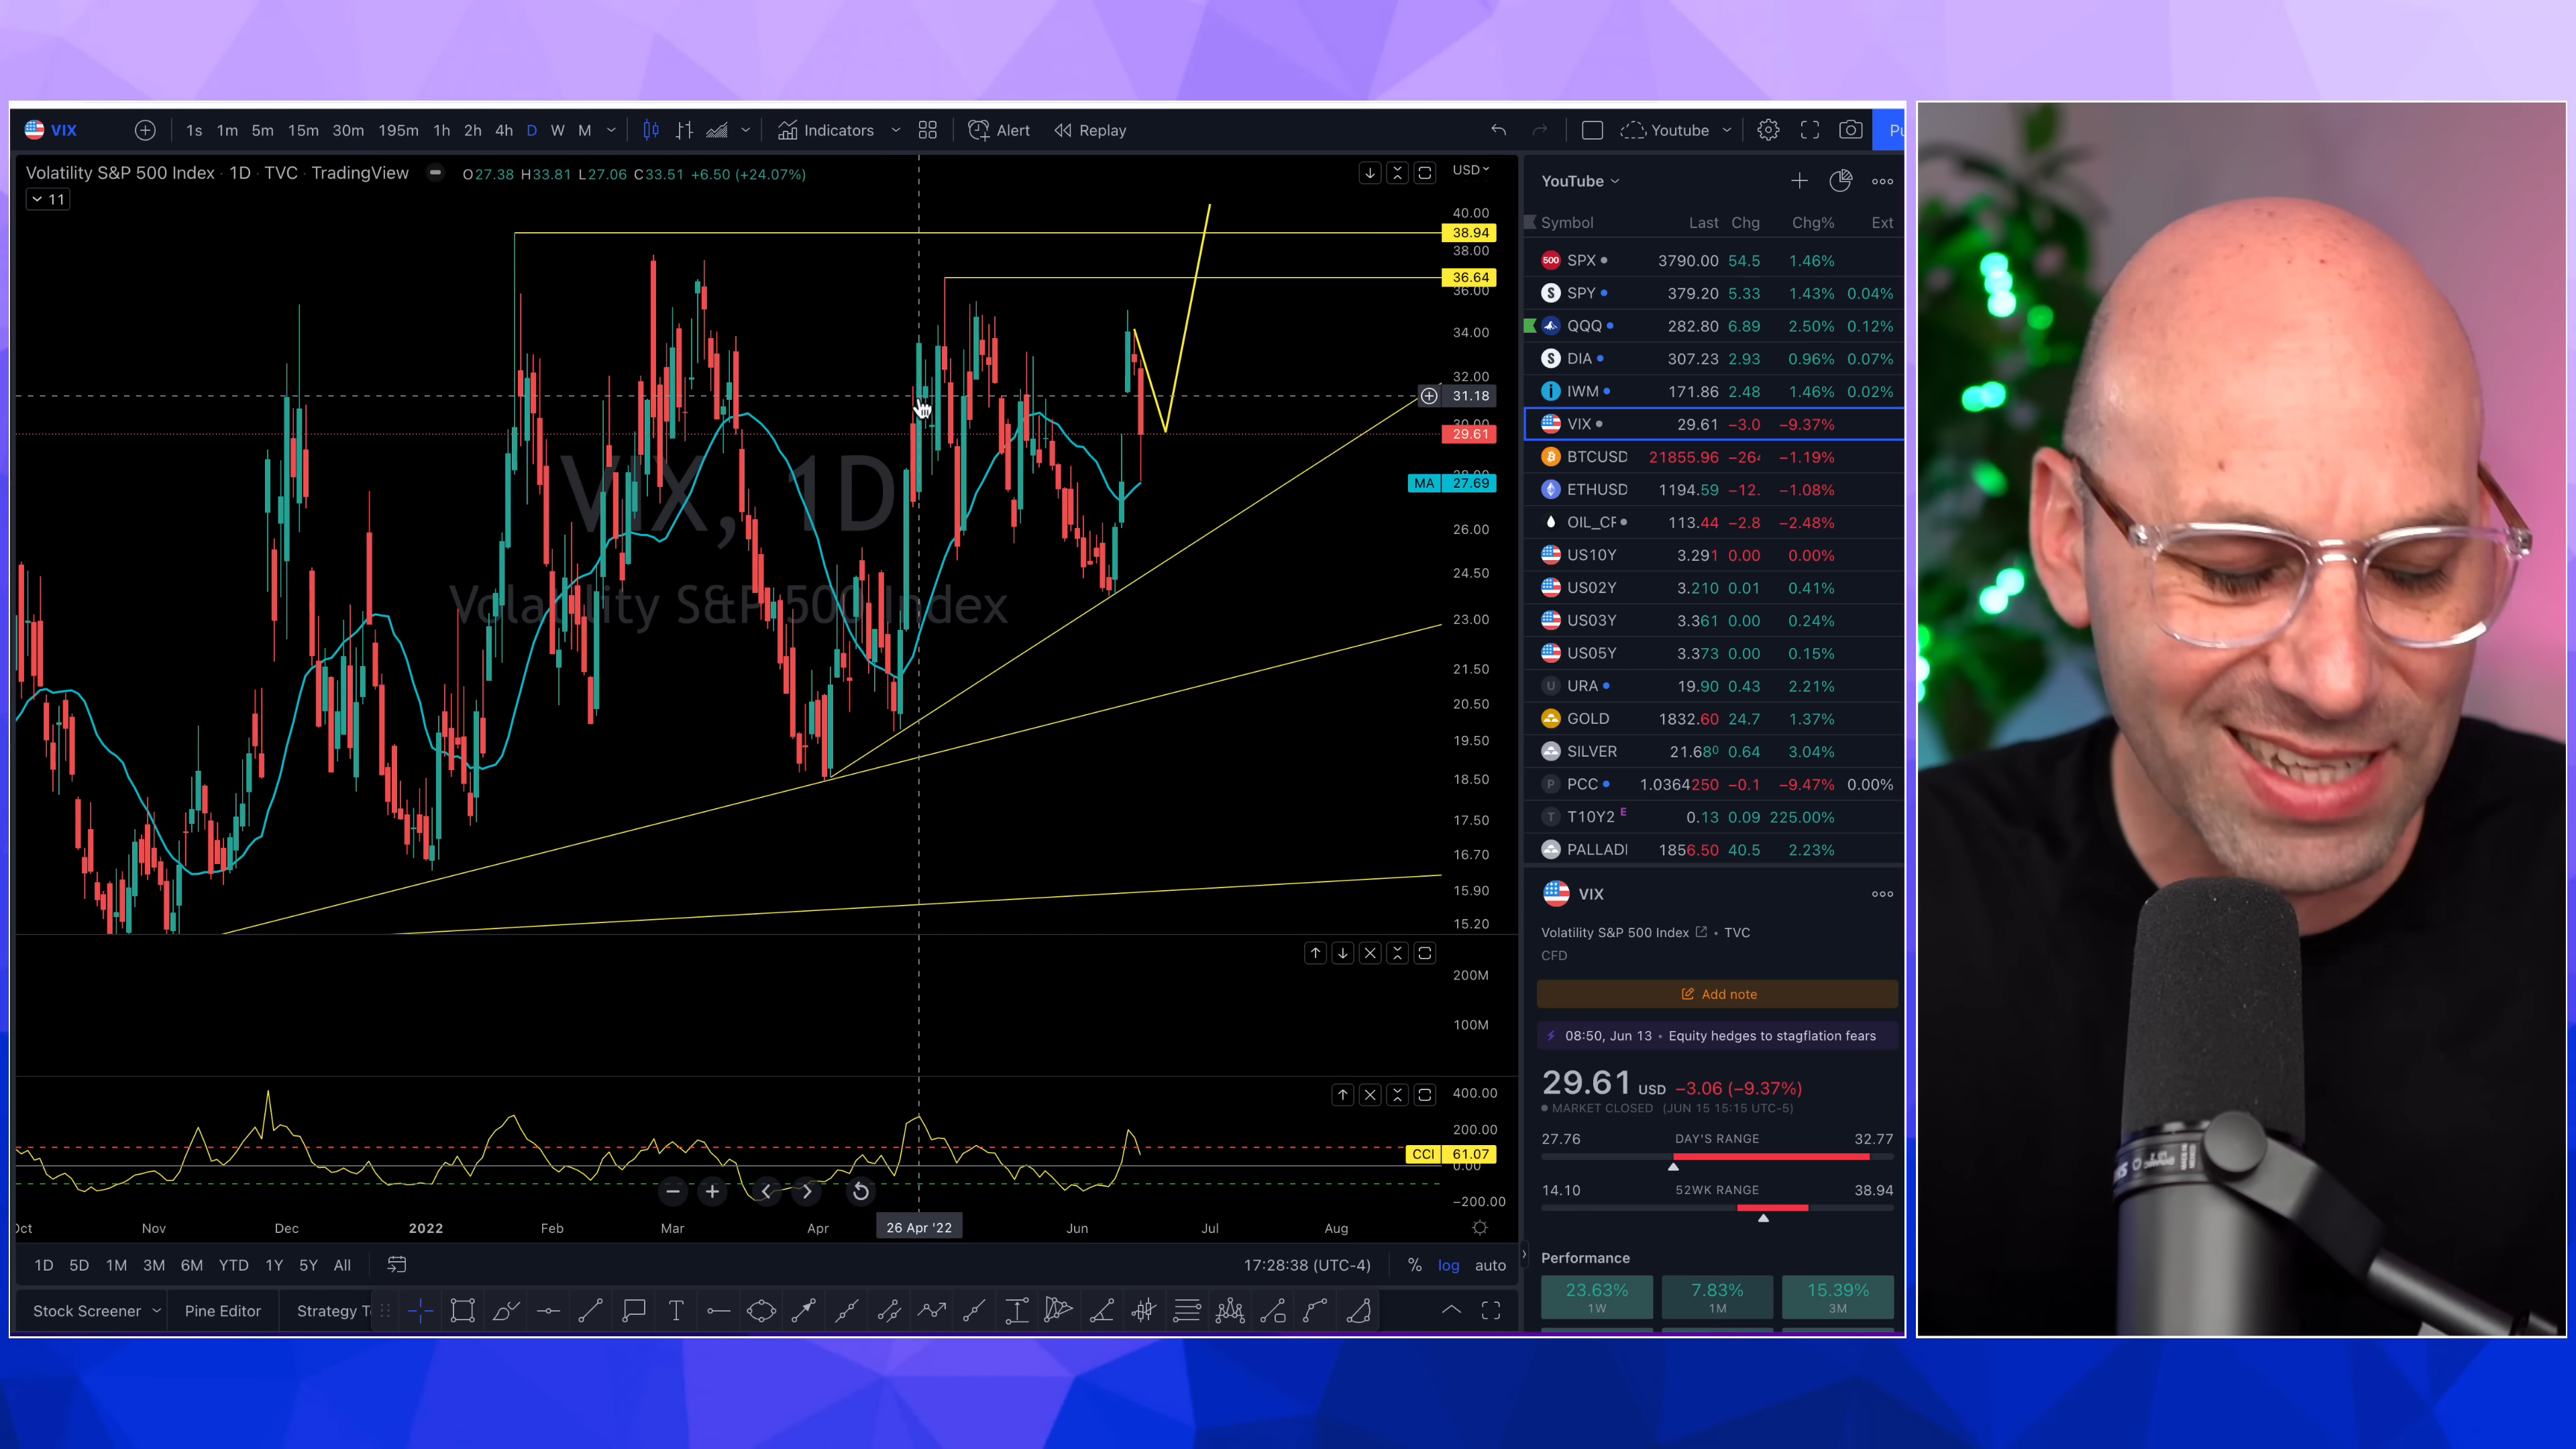 VIX 1s 1m 5m 15m 30m 195m 1h 2h 4h D W M Indicators Alert Replay Youtube
Volatility S&P 500 Index · 1D · TVC · TradingView O27.38 H33.81 L27.06 C33.51 +6.50 (+24.07%) USD
11
40.00
38.94
38.00
36.64
36.00
34.00
32.00
31.18
30.00
29.61
28.00
MA 27.69
26.00
24.50
23.00
21.50
20.50
19.50
18.50
17.50
16.70
15.90
15.20
VIX, 1D
Volatility S&P 500 Index
200M
100M
400.00
200.00
CCI 61.07
0.00
−200.00
Oct Nov Dec 2022 Feb Mar Apr 26 Apr '22 Jun Jul Aug
1D 5D 1M 3M 6M YTD 1Y 5Y All 17:28:38 (UTC-4) % log auto
Stock Screener Pine Editor Strategy T
YouTube
Symbol Last Chg Chg% Ext
500 SPX 3790.00 54.5 1.46%
S SPY 379.20 5.33 1.43% 0.04%
QQQ 282.80 6.89 2.50% 0.12%
S DIA 307.23 2.93 0.96% 0.07%
IWM 171.86 2.48 1.46% 0.02%
VIX 29.61 −3.0 −9.37%
BTCUSD 21855.96 −264 −1.19%
ETHUSD 1194.59 −12. −1.08%
OIL_CF 113.44 −2.8 −2.48%
US10Y 3.291 0.00 0.00%
US02Y 3.210 0.01 0.41%
US03Y 3.361 0.00 0.24%
US05Y 3.373 0.00 0.15%
U URA 19.90 0.43 2.21%
GOLD 1832.60 24.7 1.37%
SILVER 21.680 0.64 3.04%
P PCC 1.0364250 −0.1 −9.47% 0.00%
T T10Y2 E 0.13 0.09 225.00%
PALLADI 1856.50 40.5 2.23%
VIX
Volatility S&P 500 Index • TVC
CFD
Add note
08:50, Jun 13 • Equity hedges to stagflation fears
29.61 USD −3.06 (−9.37%)
MARKET CLOSED (JUN 15 15:15 UTC-5)
27.76 DAY'S RANGE 32.77
14.10 52WK RANGE 38.94
Performance
23.63% 7.83% 15.39%
1W 1M 3M